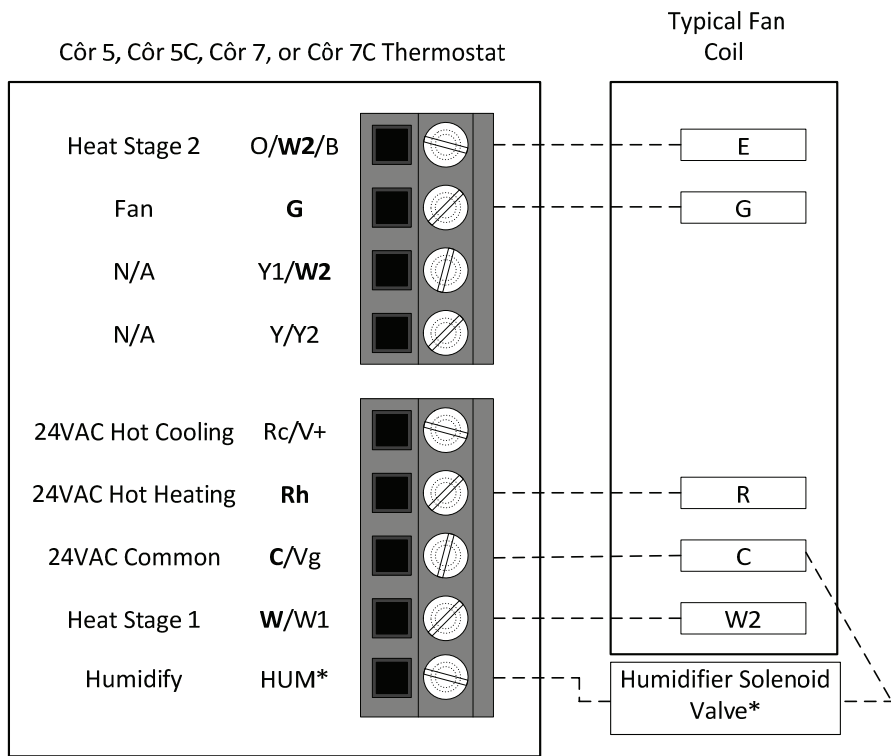 Côr 5, Côr 5C, Côr 7, or Côr 7C Thermostat
Typical Fan
Coil
Heat Stage 2 O/W2/B E
Fan G G
N/A Y1/W2
N/A Y/Y2
24VAC Hot Cooling Rc/V+
24VAC Hot Heating Rh R
24VAC Common C/Vg C
Heat Stage 1 W/W1 W2
Humidify HUM*
Humidifier Solenoid
Valve*